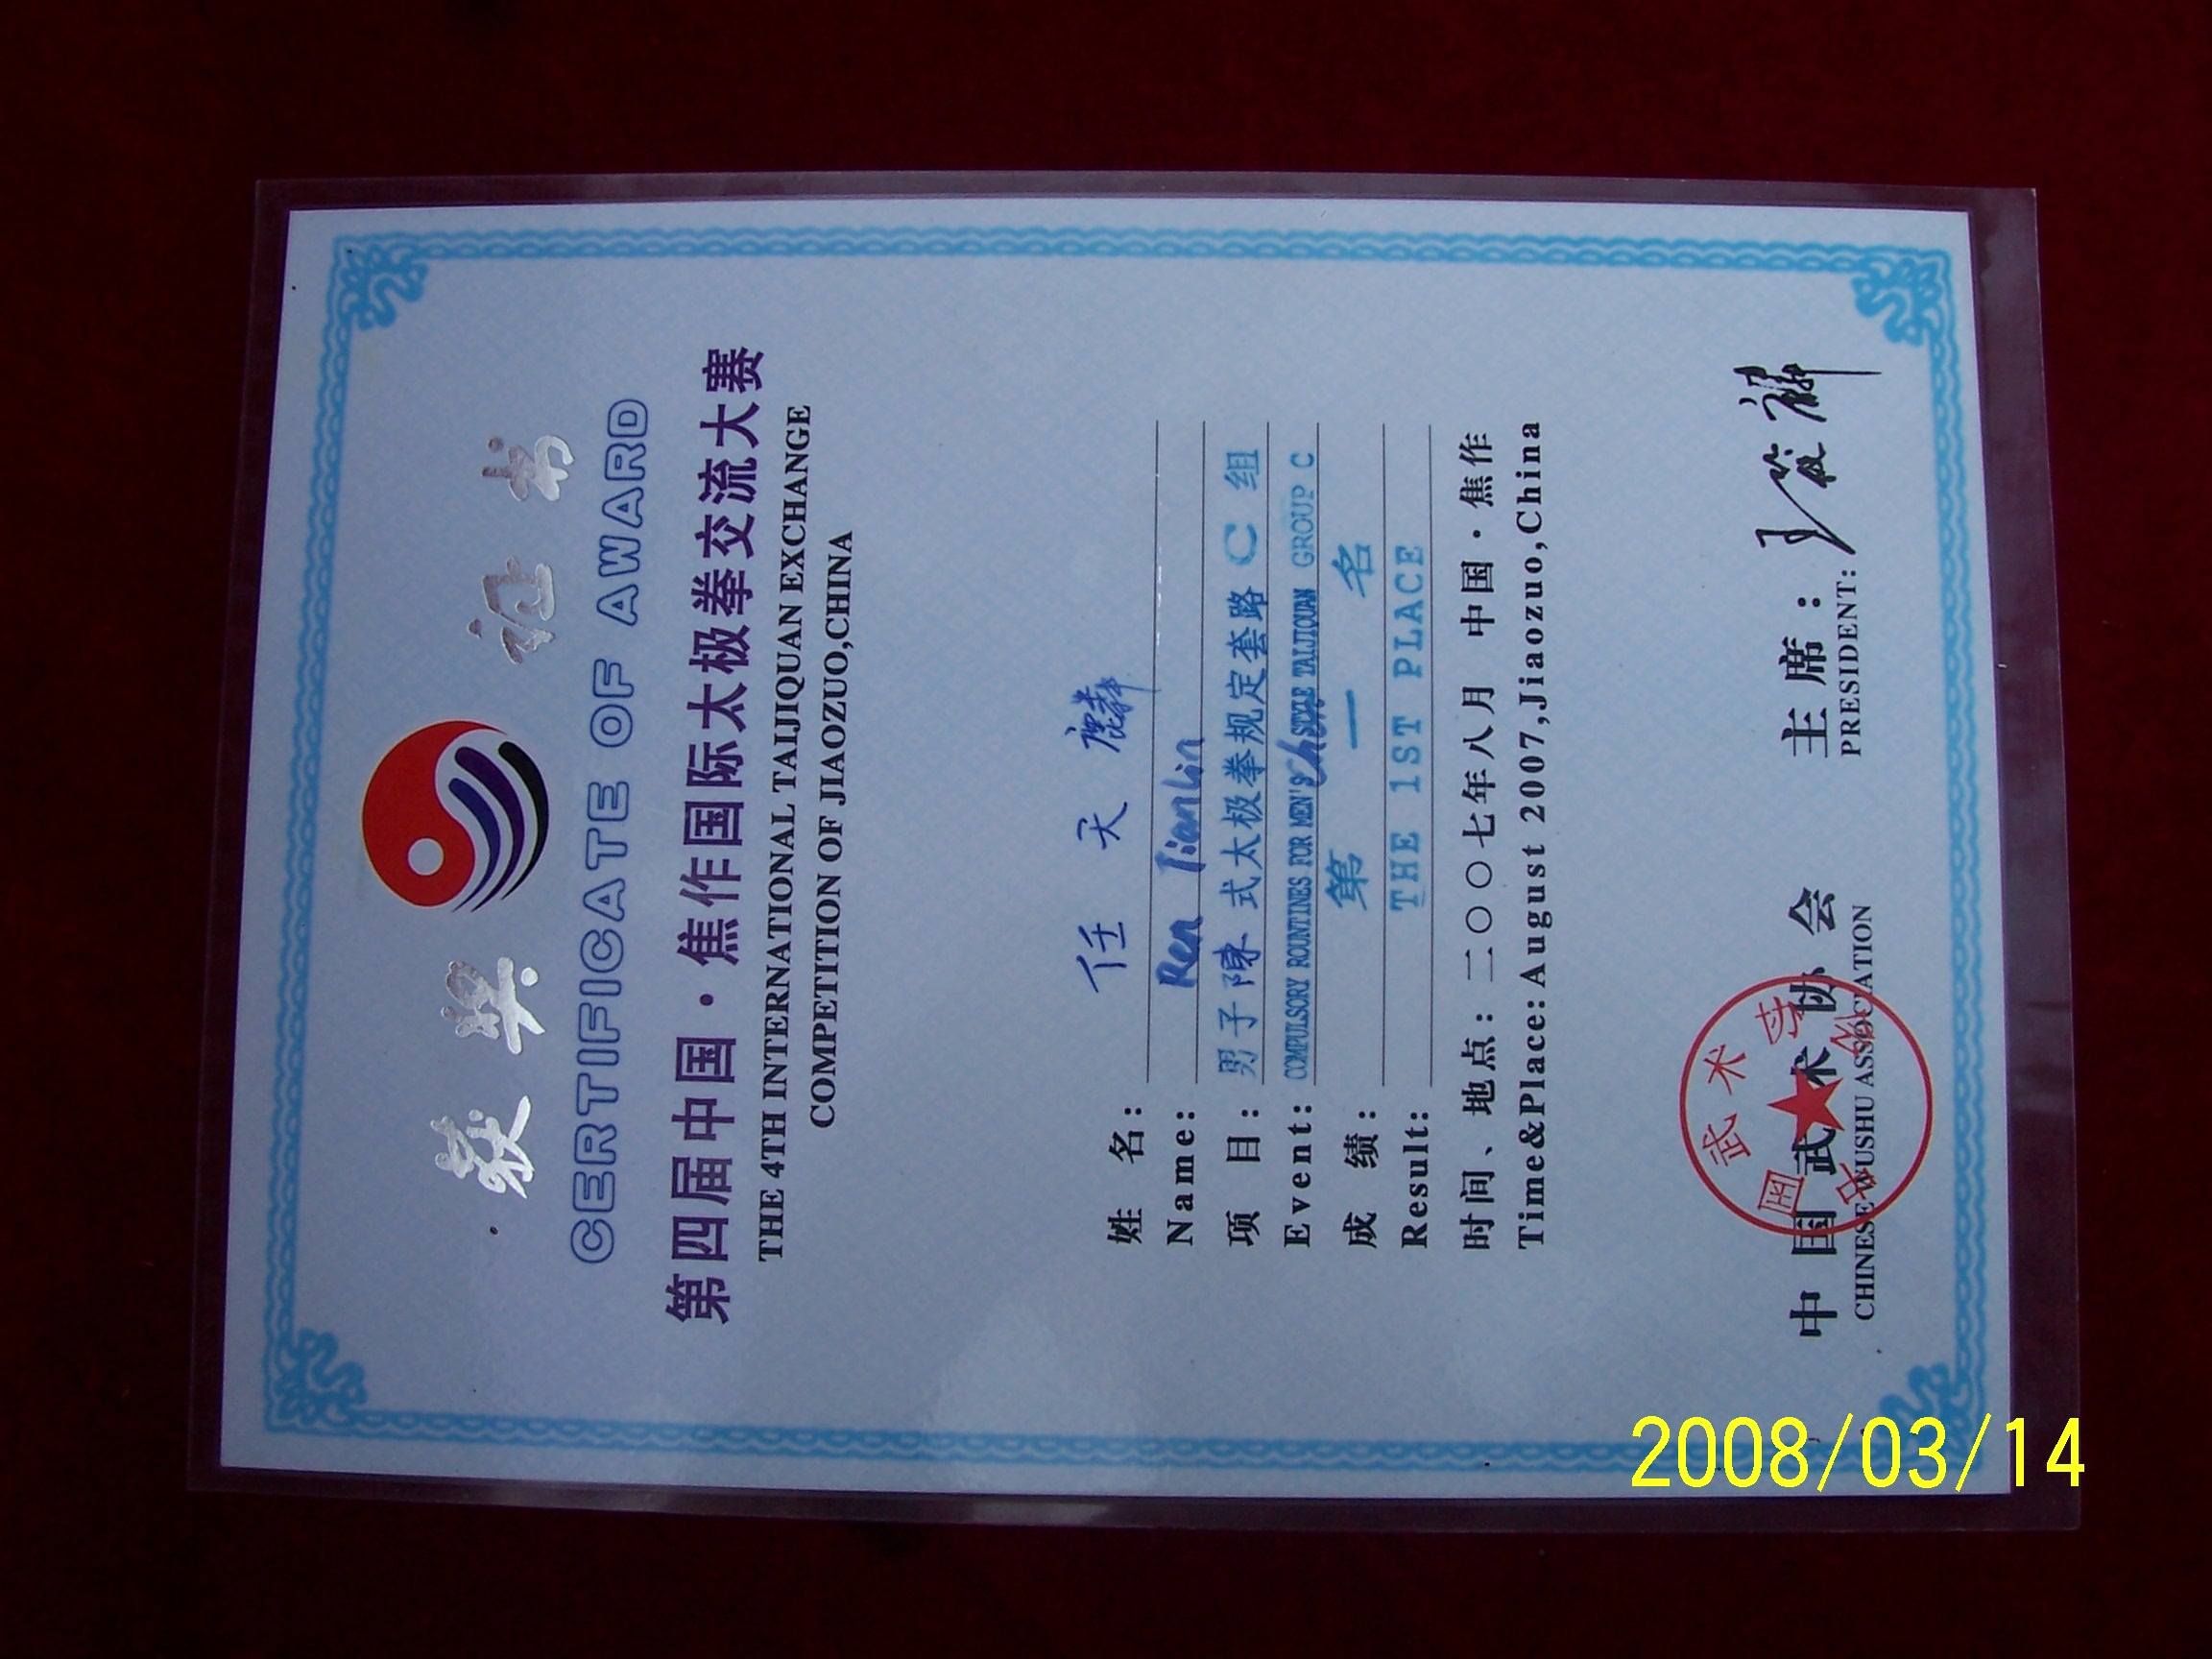 获奖证书
CERTIFICATE OF AWARD
第四届中国·焦作国际太极拳交流大赛
THE 4TH INTERNATIONAL TAIJIQUAN EXCHANGE
COMPETITION OF JIAOZUO,CHINA
姓 名: 任天麟
Name: Ren Tianlin
项 目: 男子陳式太极拳规定套路C组
Event: COMPULSORY ROUNTINES FOR MEN'S Chen STYLE TAIJIQUAN GROUP C
成 绩: 第一名
Result: THE 1ST PLACE
时间、地点:二〇〇七年八月 中国·焦作
Time&Place:August 2007,Jiaozuo,China
中国武术协会 主席:王筱麟
CHINESE WUSHU ASSOCIATION PRESIDENT:
2008/03/14